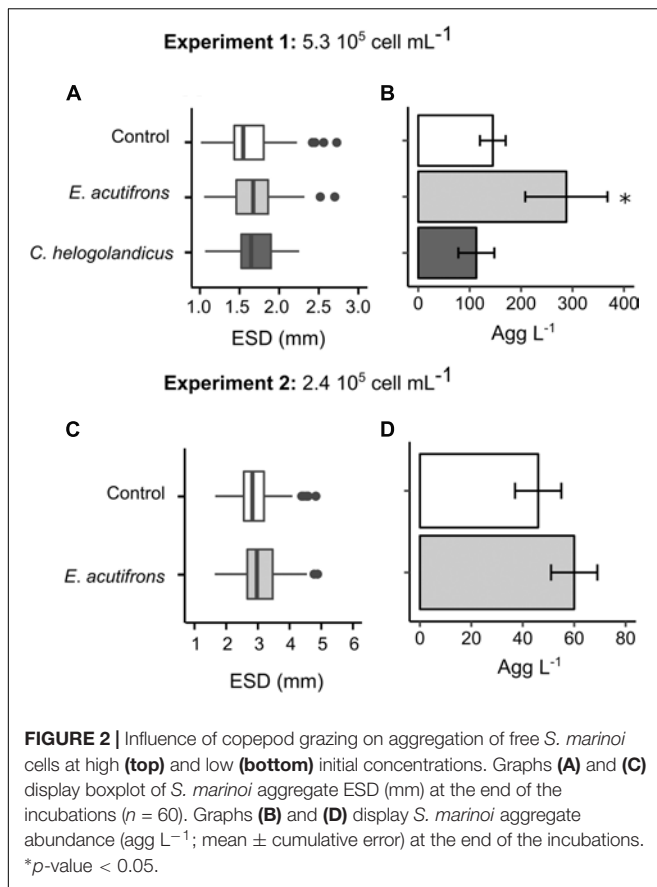 Experiment 1: 5.3 10⁵ cell mL⁻¹
A
B
Control
E. acutifrons
C. helogolandicus
*
1.0 1.5 2.0 2.5 3.0
0 100 200 300 400
ESD (mm)
Agg L⁻¹
Experiment 2: 2.4 10⁵ cell mL⁻¹
C
D
Control
E. acutifrons
1 2 3 4 5 6
0 20 40 60 80
ESD (mm)
Agg L⁻¹
FIGURE 2 | Influence of copepod grazing on aggregation of free S. marinoi
cells at high (top) and low (bottom) initial concentrations. Graphs (A) and (C)
display boxplot of S. marinoi aggregate ESD (mm) at the end of the
incubations (n = 60). Graphs (B) and (D) display S. marinoi aggregate
abundance (agg L⁻¹; mean ± cumulative error) at the end of the incubations.
*p-value < 0.05.